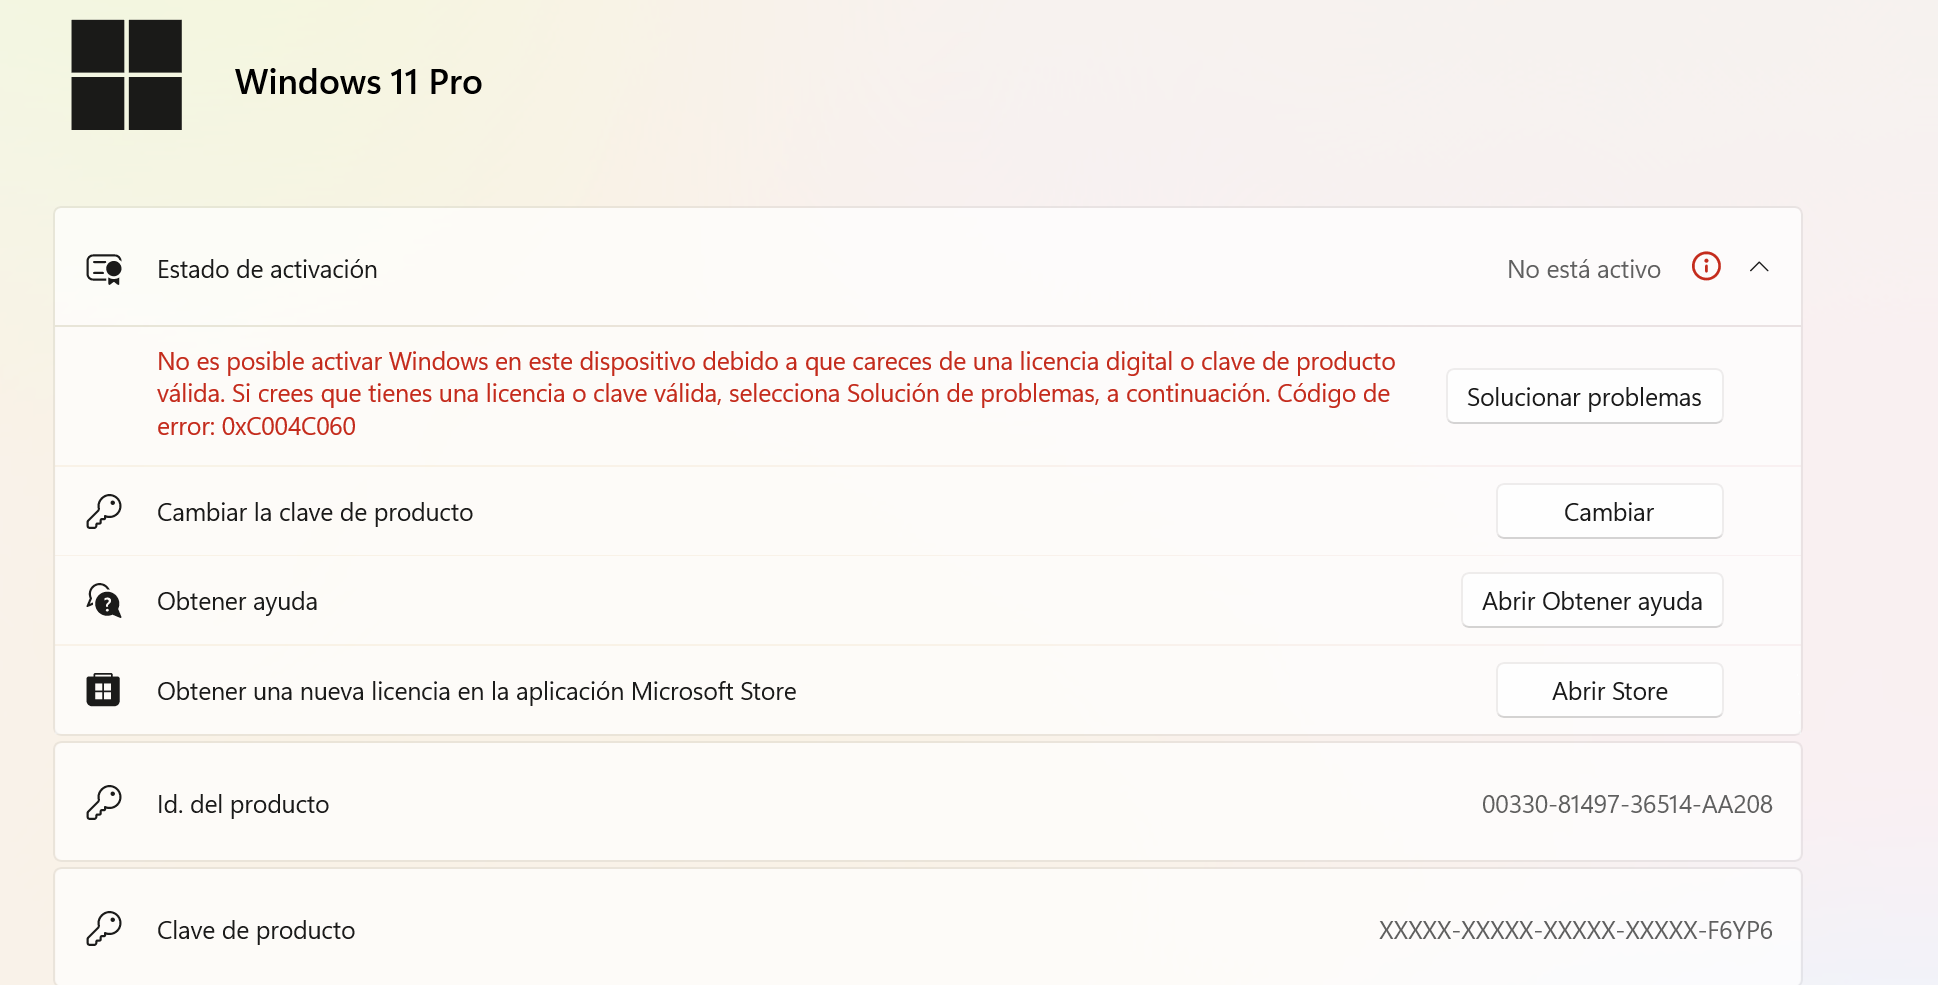 Windows 11 Pro
Estado de activación
No está activo
No es posible activar Windows en este dispositivo debido a que careces de una licencia digital o clave de producto
válida. Si crees que tienes una licencia o clave válida, selecciona Solución de problemas, a continuación. Código de
error: 0xC004C060
Solucionar problemas
Cambiar la clave de producto
Cambiar
Obtener ayuda
Abrir Obtener ayuda
Obtener una nueva licencia en la aplicación Microsoft Store
Abrir Store
Id. del producto
00330-81497-36514-AA208
Clave de producto
XXXXX-XXXXX-XXXXX-XXXXX-F6YP6